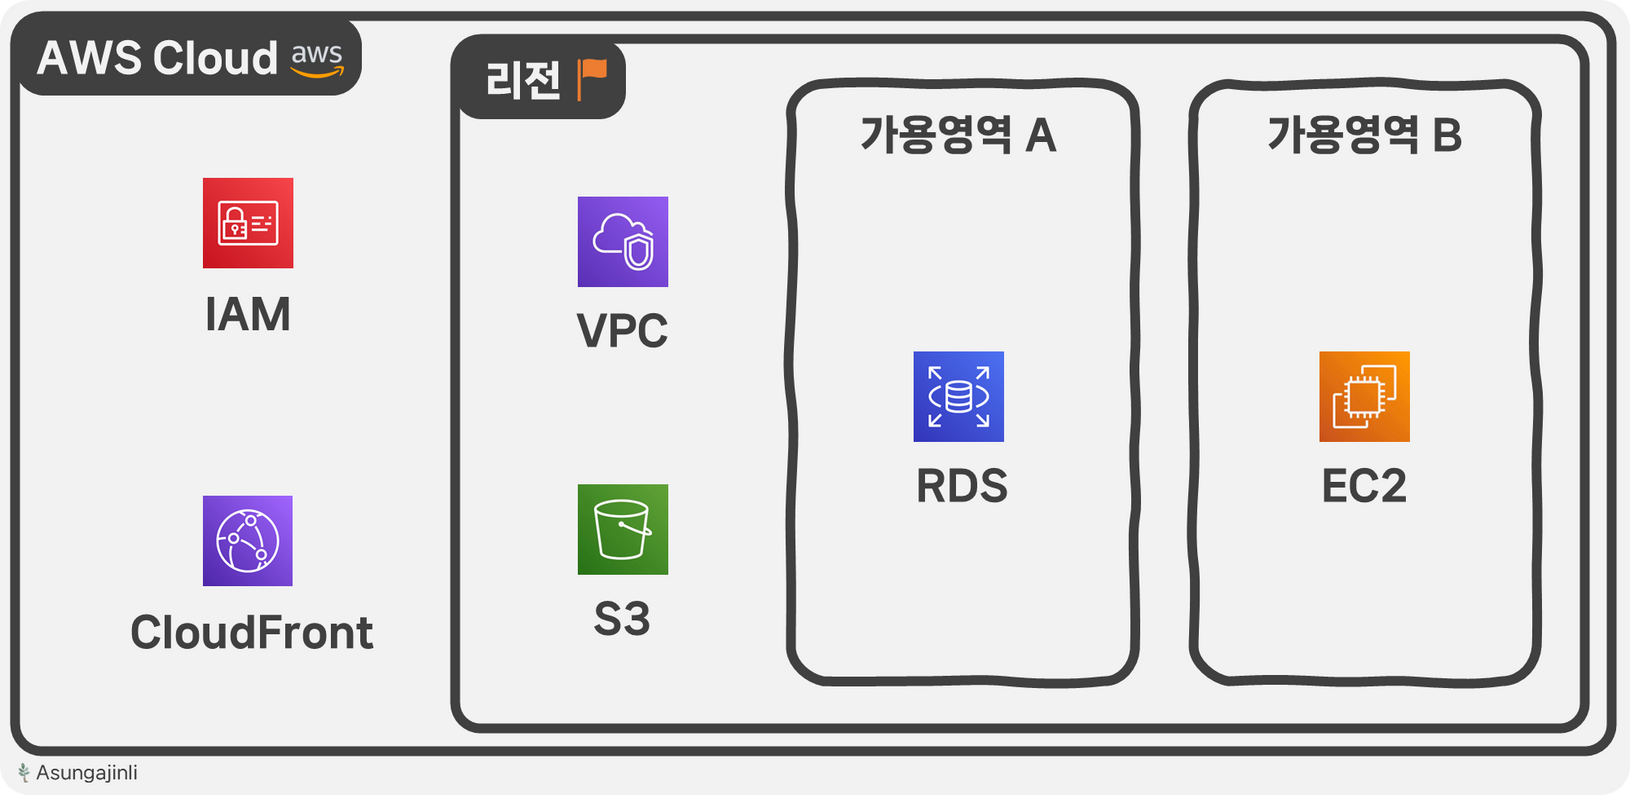 AWS Cloud aws
리전
가용영역 A
가용영역 B
IAM
VPC
RDS
EC2
CloudFront
S3
Asungajinli